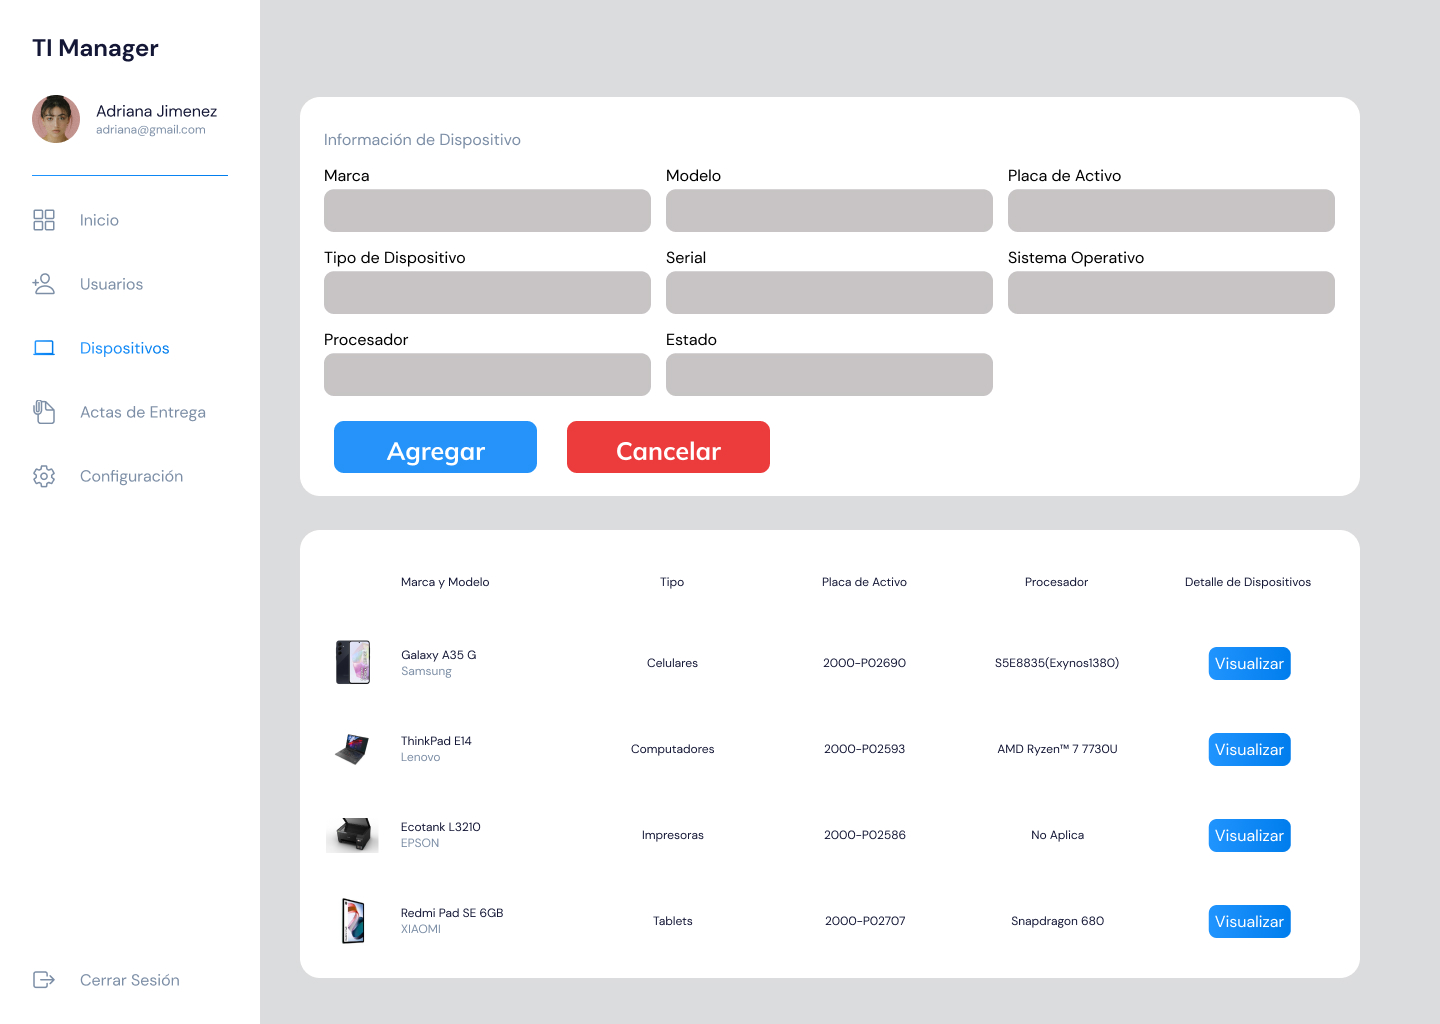 TI Manager
Adriana Jimenez
adriana@gmail.com
Inicio
Usuarios
Dispositivos
Actas de Entrega
Configuración
Cerrar Sesión
Información de Dispositivo
Marca Modelo Placa de Activo
Tipo de Dispositivo Serial Sistema Operativo
Procesador Estado
Agregar Cancelar
Marca y Modelo Tipo Placa de Activo Procesador Detalle de Dispositivos
Galaxy A35 G
Samsung
Celulares 2000-P02690 S5E8835(Exynos1380) Visualizar
ThinkPad E14
Lenovo
Computadores 2000-P02593 AMD Ryzen™ 7 7730U Visualizar
Ecotank L3210
EPSON
Impresoras 2000-P02586 No Aplica Visualizar
Redmi Pad SE 6GB
XIAOMI
Tablets 2000-P02707 Snapdragon 680 Visualizar